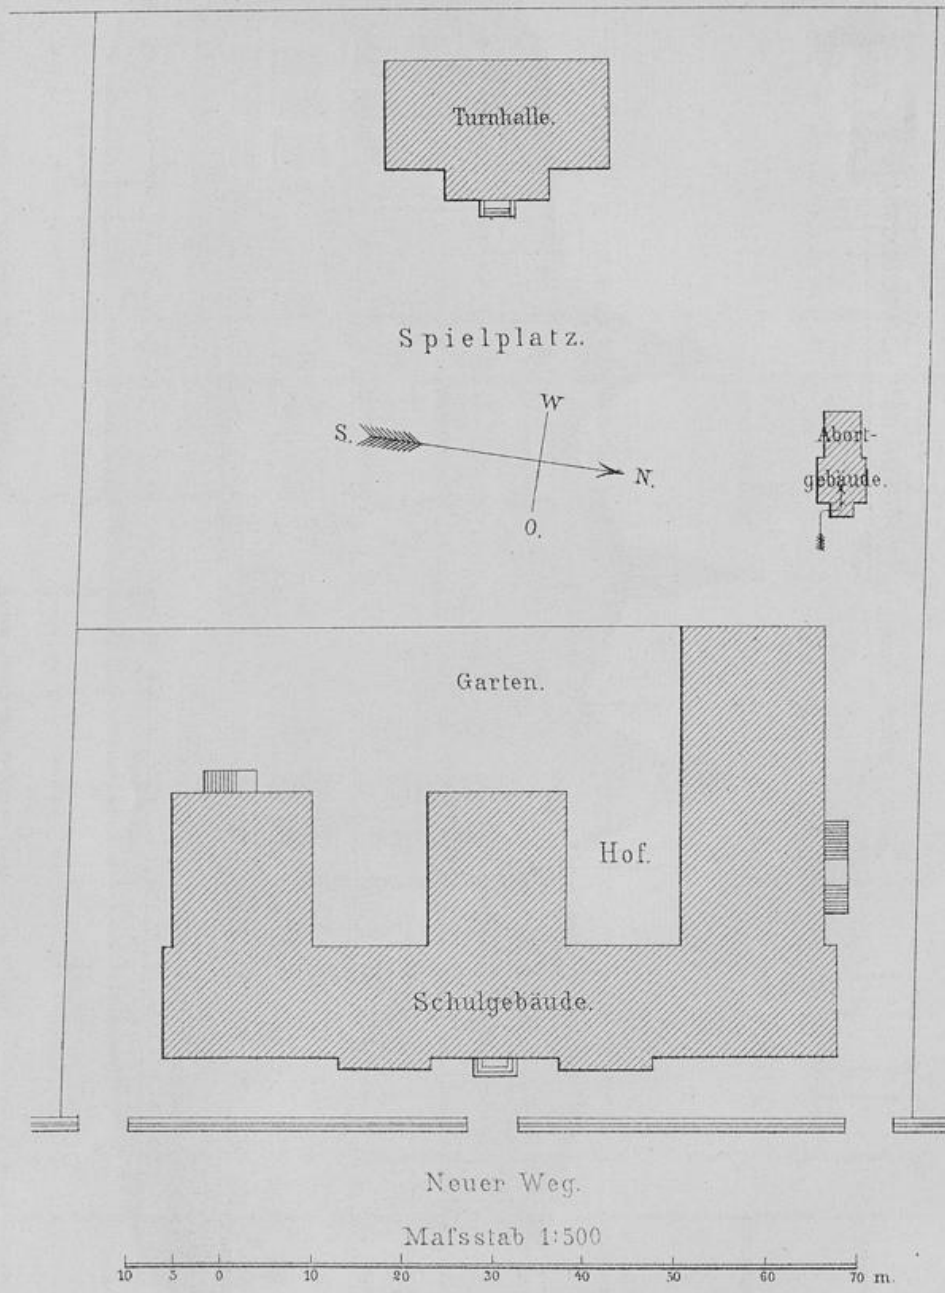 Turnhalle.
Spielplatz.
W
S.
N.
O.
Abort-
gebäude.
Garten.
Hof.
Schulgebäude.
Neuer Weg.
Maſsstab 1:500
10 5 0 10 20 30 40 50 60 70 m.